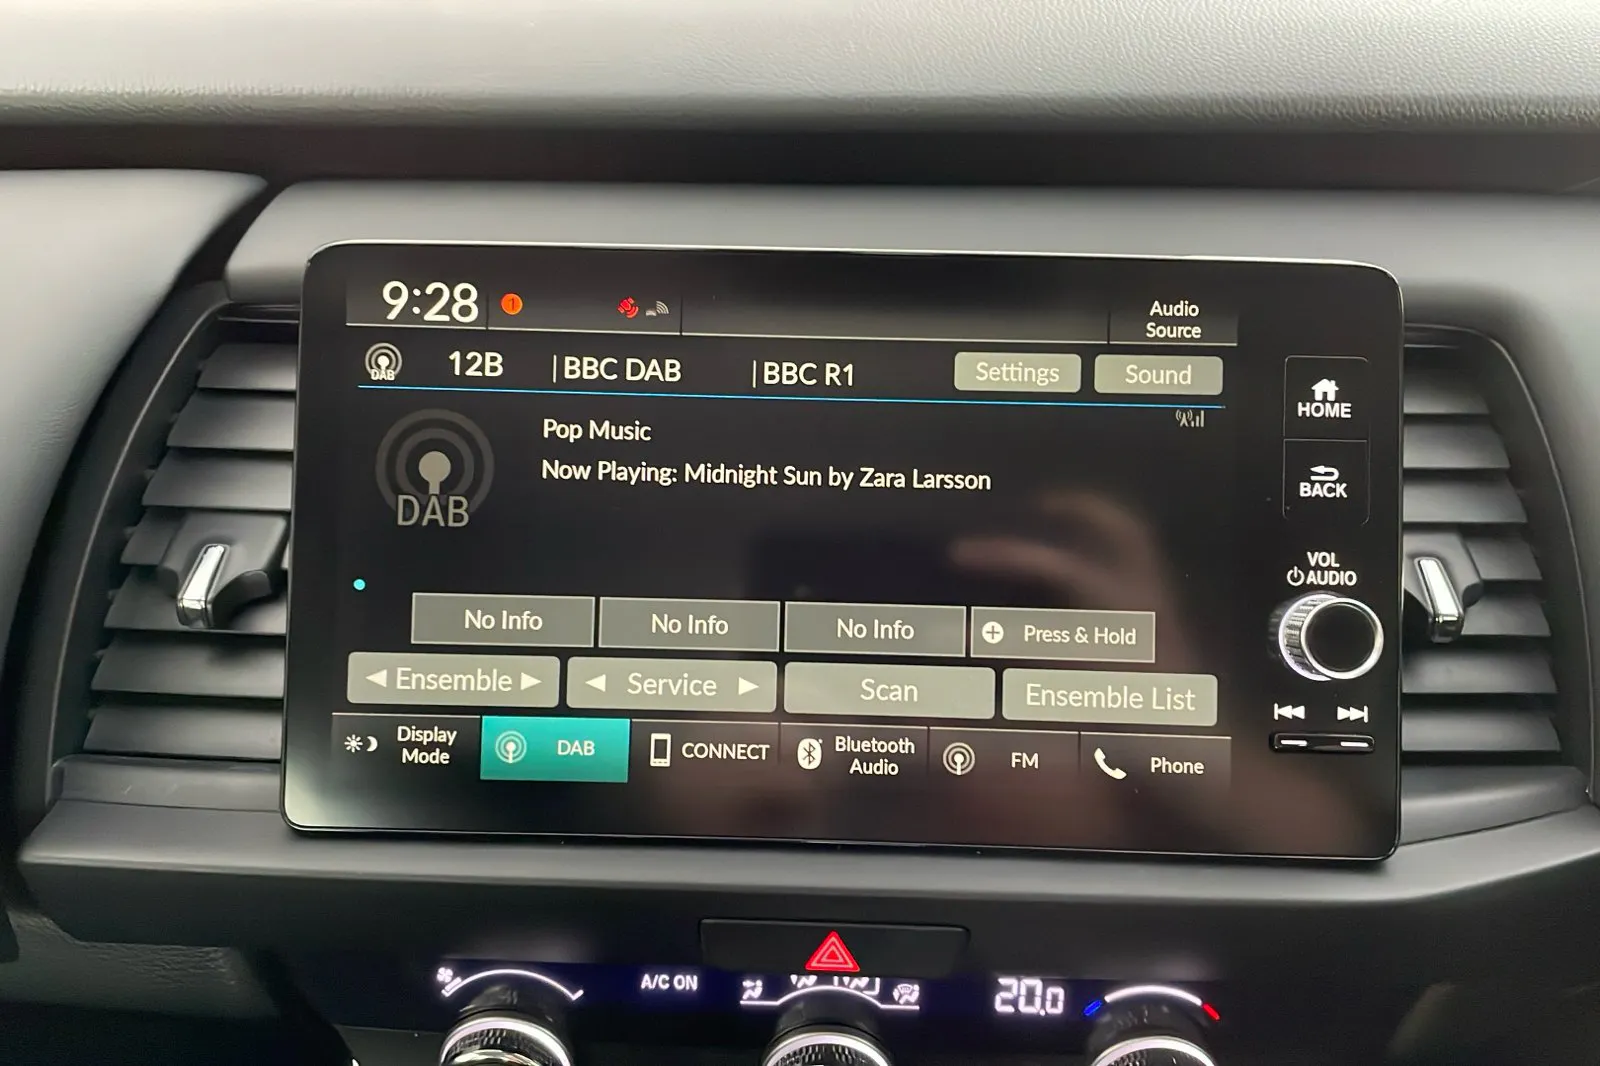 9:28
1
Audio
Source
DAB
12B
BBC DAB
BBC R1
Settings
Sound
Pop Music
Now Playing: Midnight Sun by Zara Larsson
DAB
No Info
No Info
No Info
Press & Hold
Ensemble
Service
Scan
Ensemble List
Display
Mode
DAB
CONNECT
Bluetooth
Audio
FM
Phone
HOME
BACK
VOL
AUDIO
A/C ON
20.0